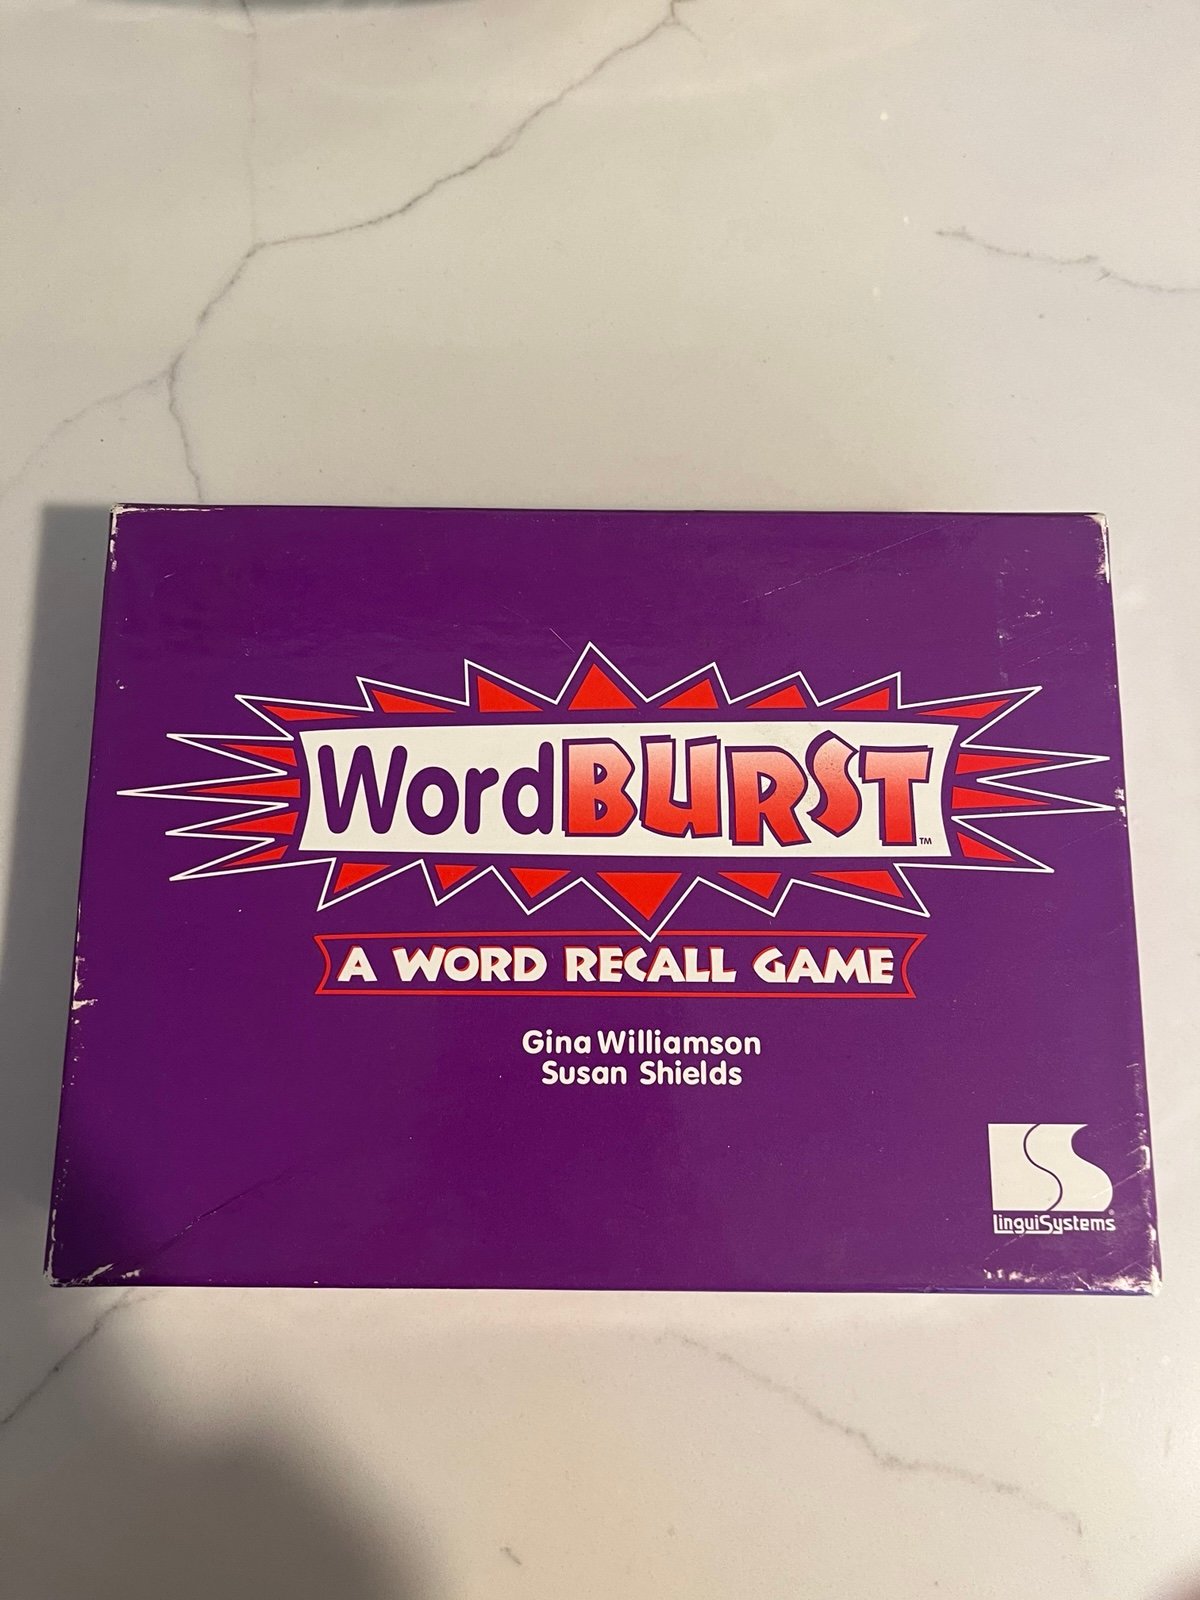 WordBURST™
A WORD RECALL GAME
Gina Williamson
Susan Shields
LinguiSystems®